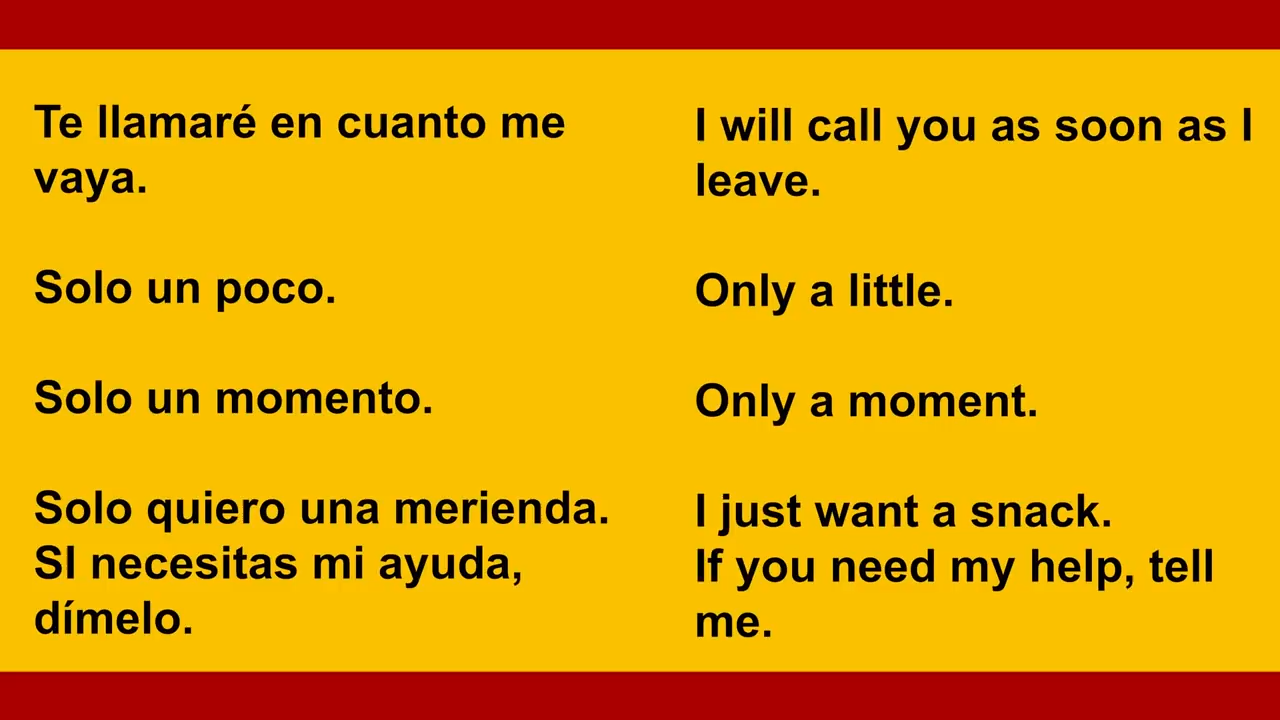 Te llamaré en cuanto me
vaya.
Solo un poco.
Solo un momento.
Solo quiero una merienda.
SI necesitas mi ayuda,
dímelo.
I will call you as soon as I
leave.
Only a little.
Only a moment.
I just want a snack.
If you need my help, tell
me.